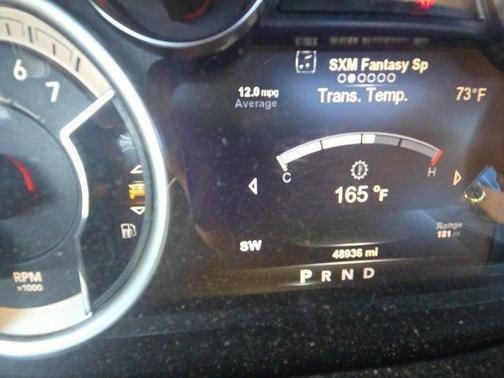 SXM Fantasy Sp
12.0 mpg
Average
Trans. Temp.
73°F
6
7
C
H
165 °F
Range
181
SW
48936 mi
RPM
x1000
P R N D